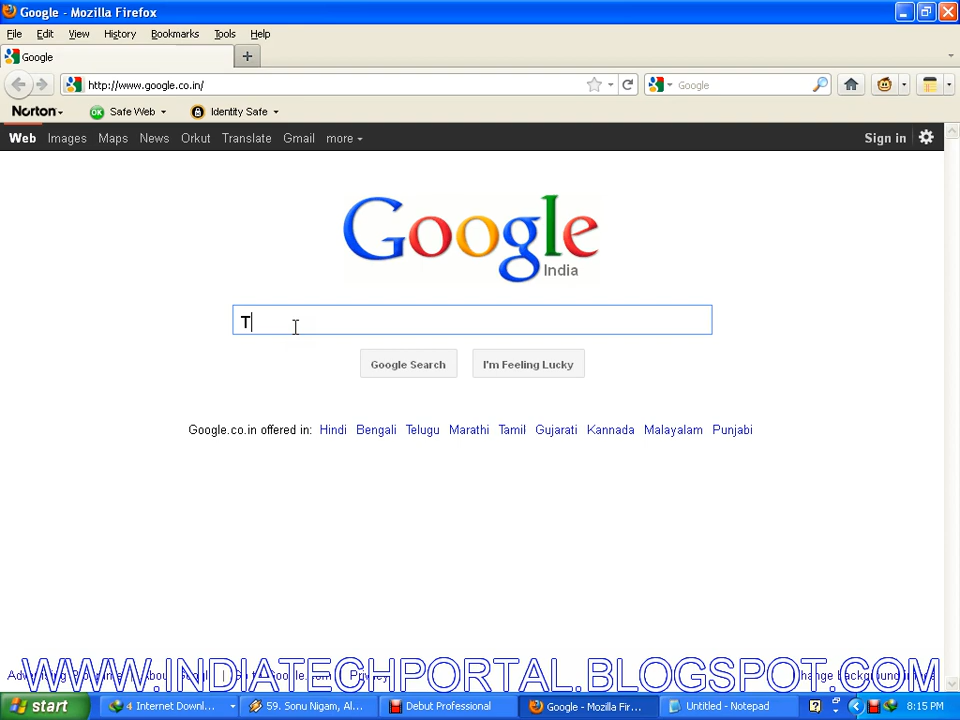 Google - Mozilla Firefox
File Edit View History Bookmarks Tools Help
Google
http://www.google.co.in/ Google
Norton Safe Web Identity Safe
Web Images Maps News Orkut Translate Gmail more Sign in
Google
India
T
Google Search I'm Feeling Lucky
Google.co.in offered in: Hindi Bengali Telugu Marathi Tamil Gujarati Kannada Malayalam Punjabi
WWW.INDIATECHPORTAL.BLOGSPOT.COM
start 4 Internet Downl... 59. Sonu Nigam, Al... Debut Professional Google - Mozilla Fir... Untitled - Notepad 8:15 PM